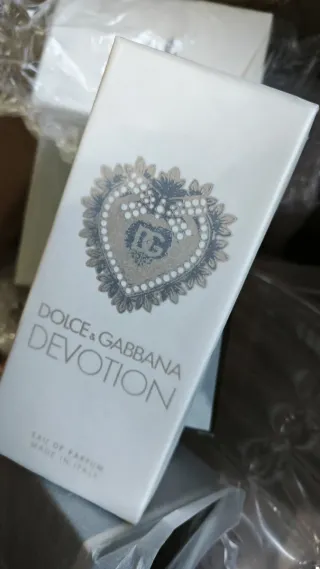 DG
DOLCE & GABBANA
DEVOTION
EAU DE PARFUM
MADE IN ITALY